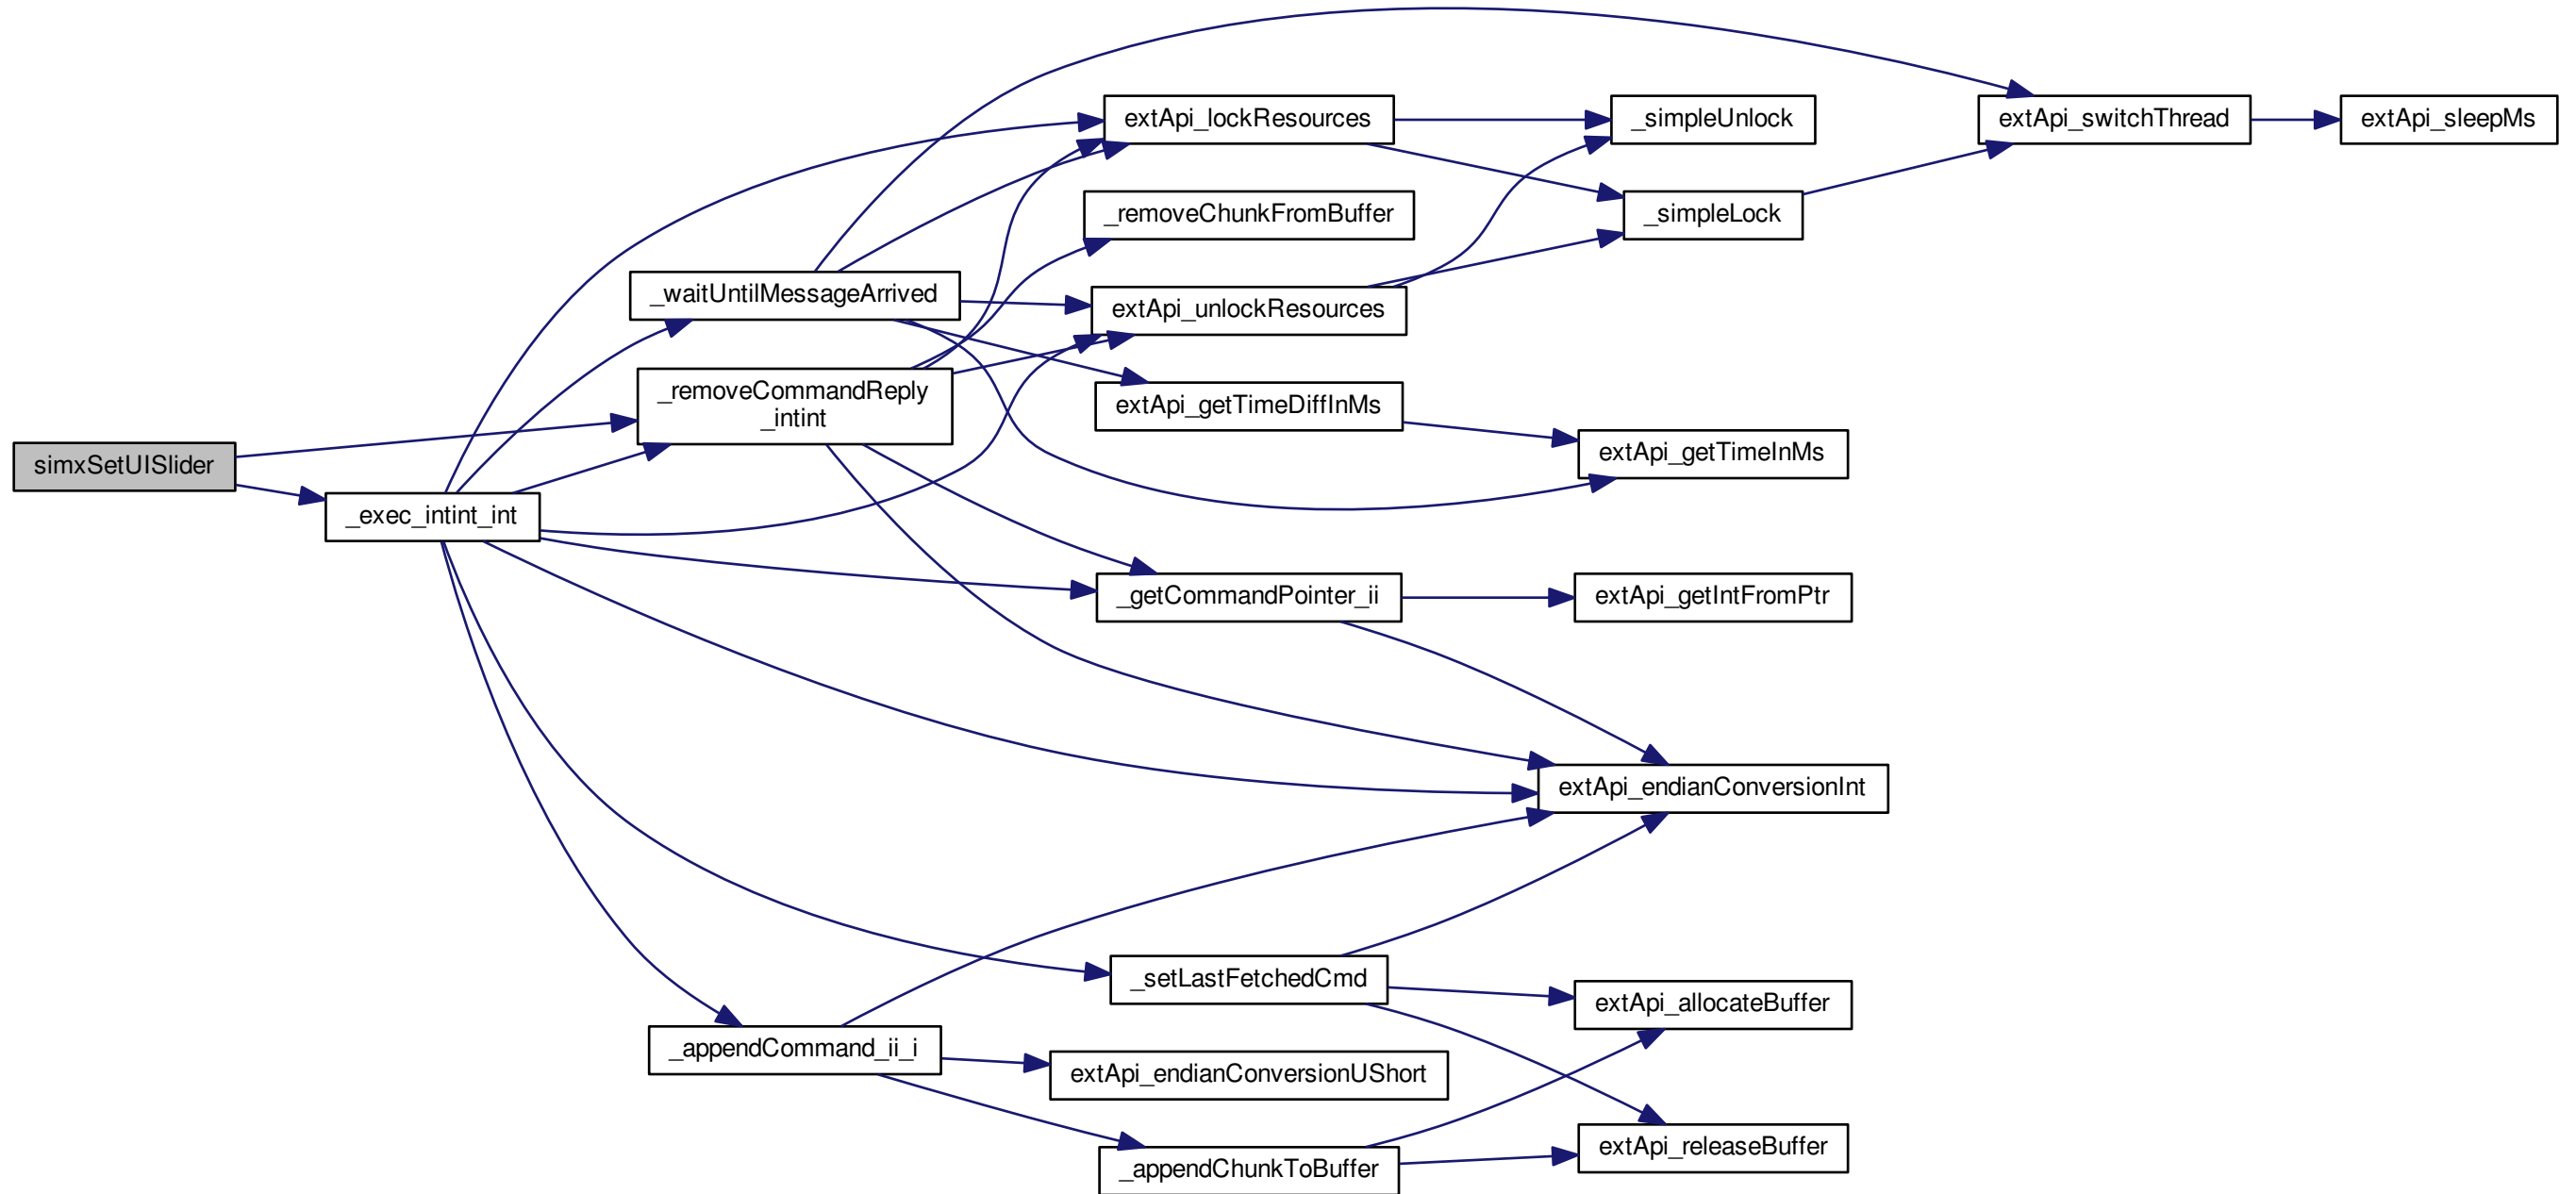 simxSetUISlider
_exec_intint_int
_waitUntilMessageArrived
_removeCommandReply
_intint
_appendCommand_ii_i
extApi_lockResources
_removeChunkFromBuffer
extApi_unlockResources
extApi_getTimeDiffInMs
_getCommandPointer_ii
_setLastFetchedCmd
extApi_endianConversionUShort
_appendChunkToBuffer
_simpleUnlock
_simpleLock
extApi_getTimeInMs
extApi_getIntFromPtr
extApi_endianConversionInt
extApi_allocateBuffer
extApi_releaseBuffer
extApi_switchThread
extApi_sleepMs